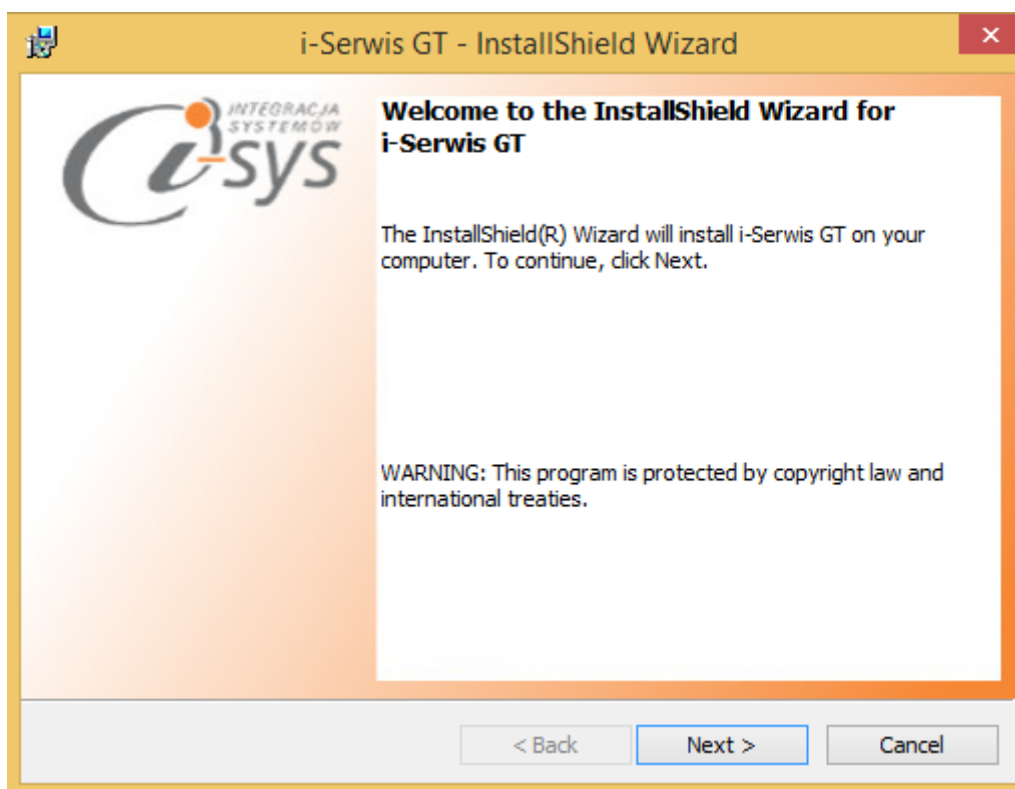 i-Serwis GT - InstallShield Wizard
INTEGRACJA
SYSTEMÓW
i-sys
Welcome to the InstallShield Wizard for
i-Serwis GT
The InstallShield(R) Wizard will install i-Serwis GT on your
computer. To continue, click Next.
WARNING: This program is protected by copyright law and
international treaties.
< Back
Next >
Cancel